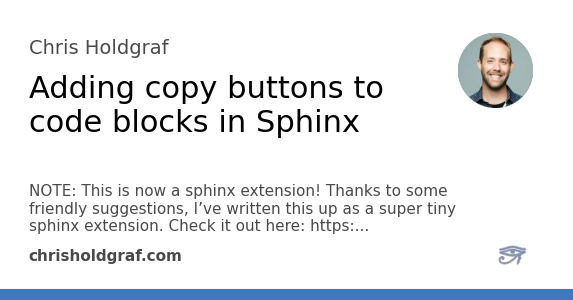 Chris Holdgraf
Adding copy buttons to
code blocks in Sphinx
NOTE: This is now a sphinx extension! Thanks to some
friendly suggestions, I’ve written this up as a super tiny
sphinx extension. Check it out here: https:...
chrisholdgraf.com